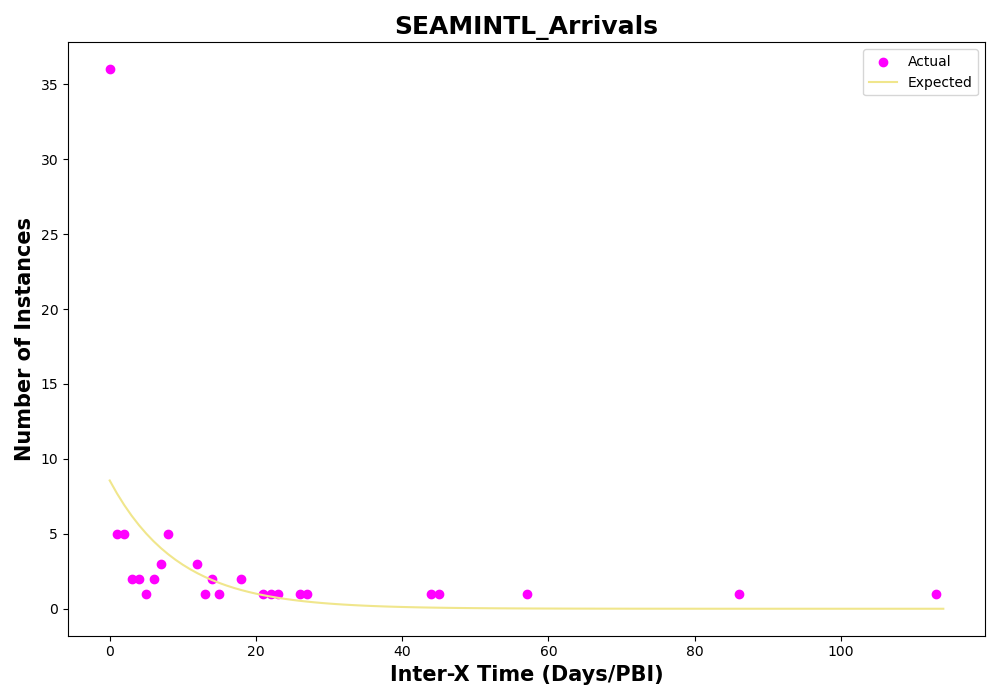 SEAMINTL_Arrivals
Actual
Expected
Number of Instances
35
30
25
20
15
10
5
0
0 20 40 60 80 100
Inter-X Time (Days/PBI)